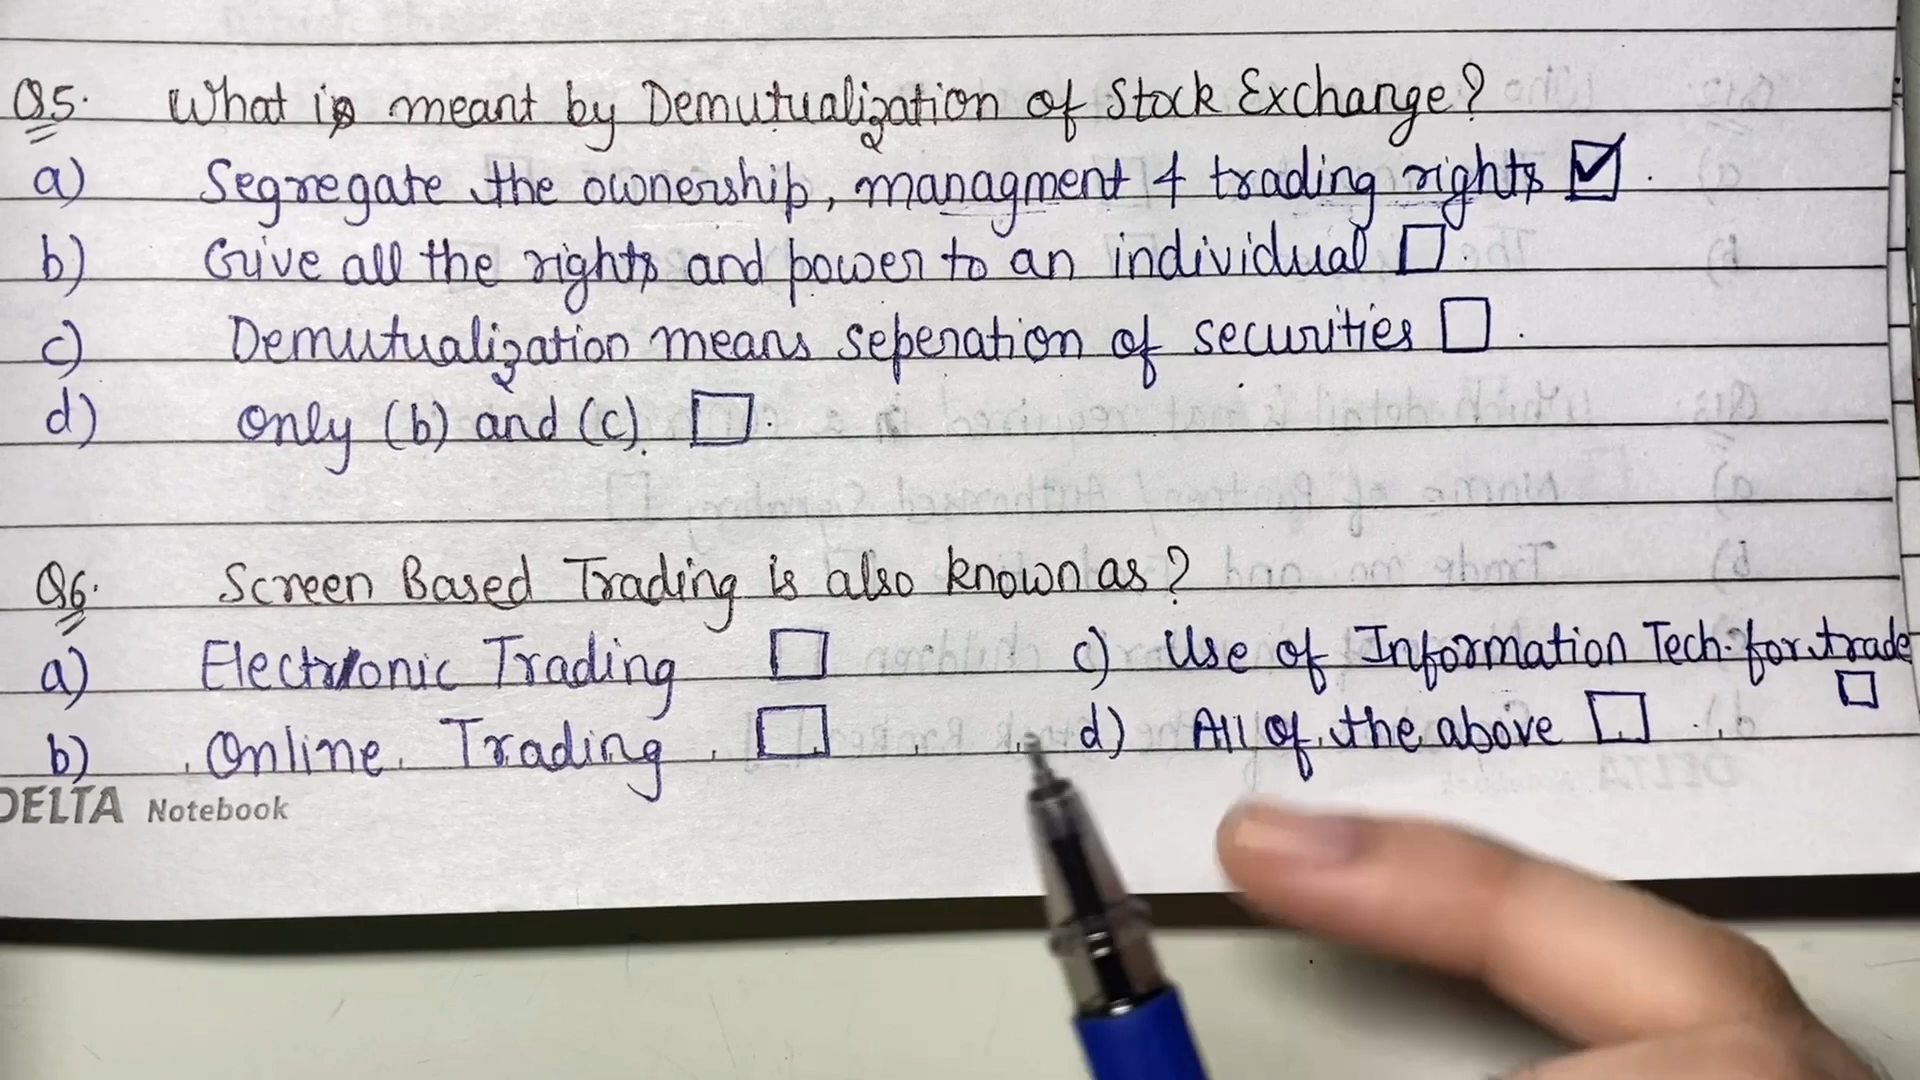 Q5. What is meant by Demutualization of Stock Exchange?
a) Segregate the ownership, managment & trading rights
b) Give all the rights and power to an individual
c) Demutualization means seperation of securities
d) only (b) and (c).
Q6. Screen Based Trading is also known as?
a) Electronic Trading
c) Use of Information Tech. for trade
b) Online Trading
d) All of the above
DELTA Notebook